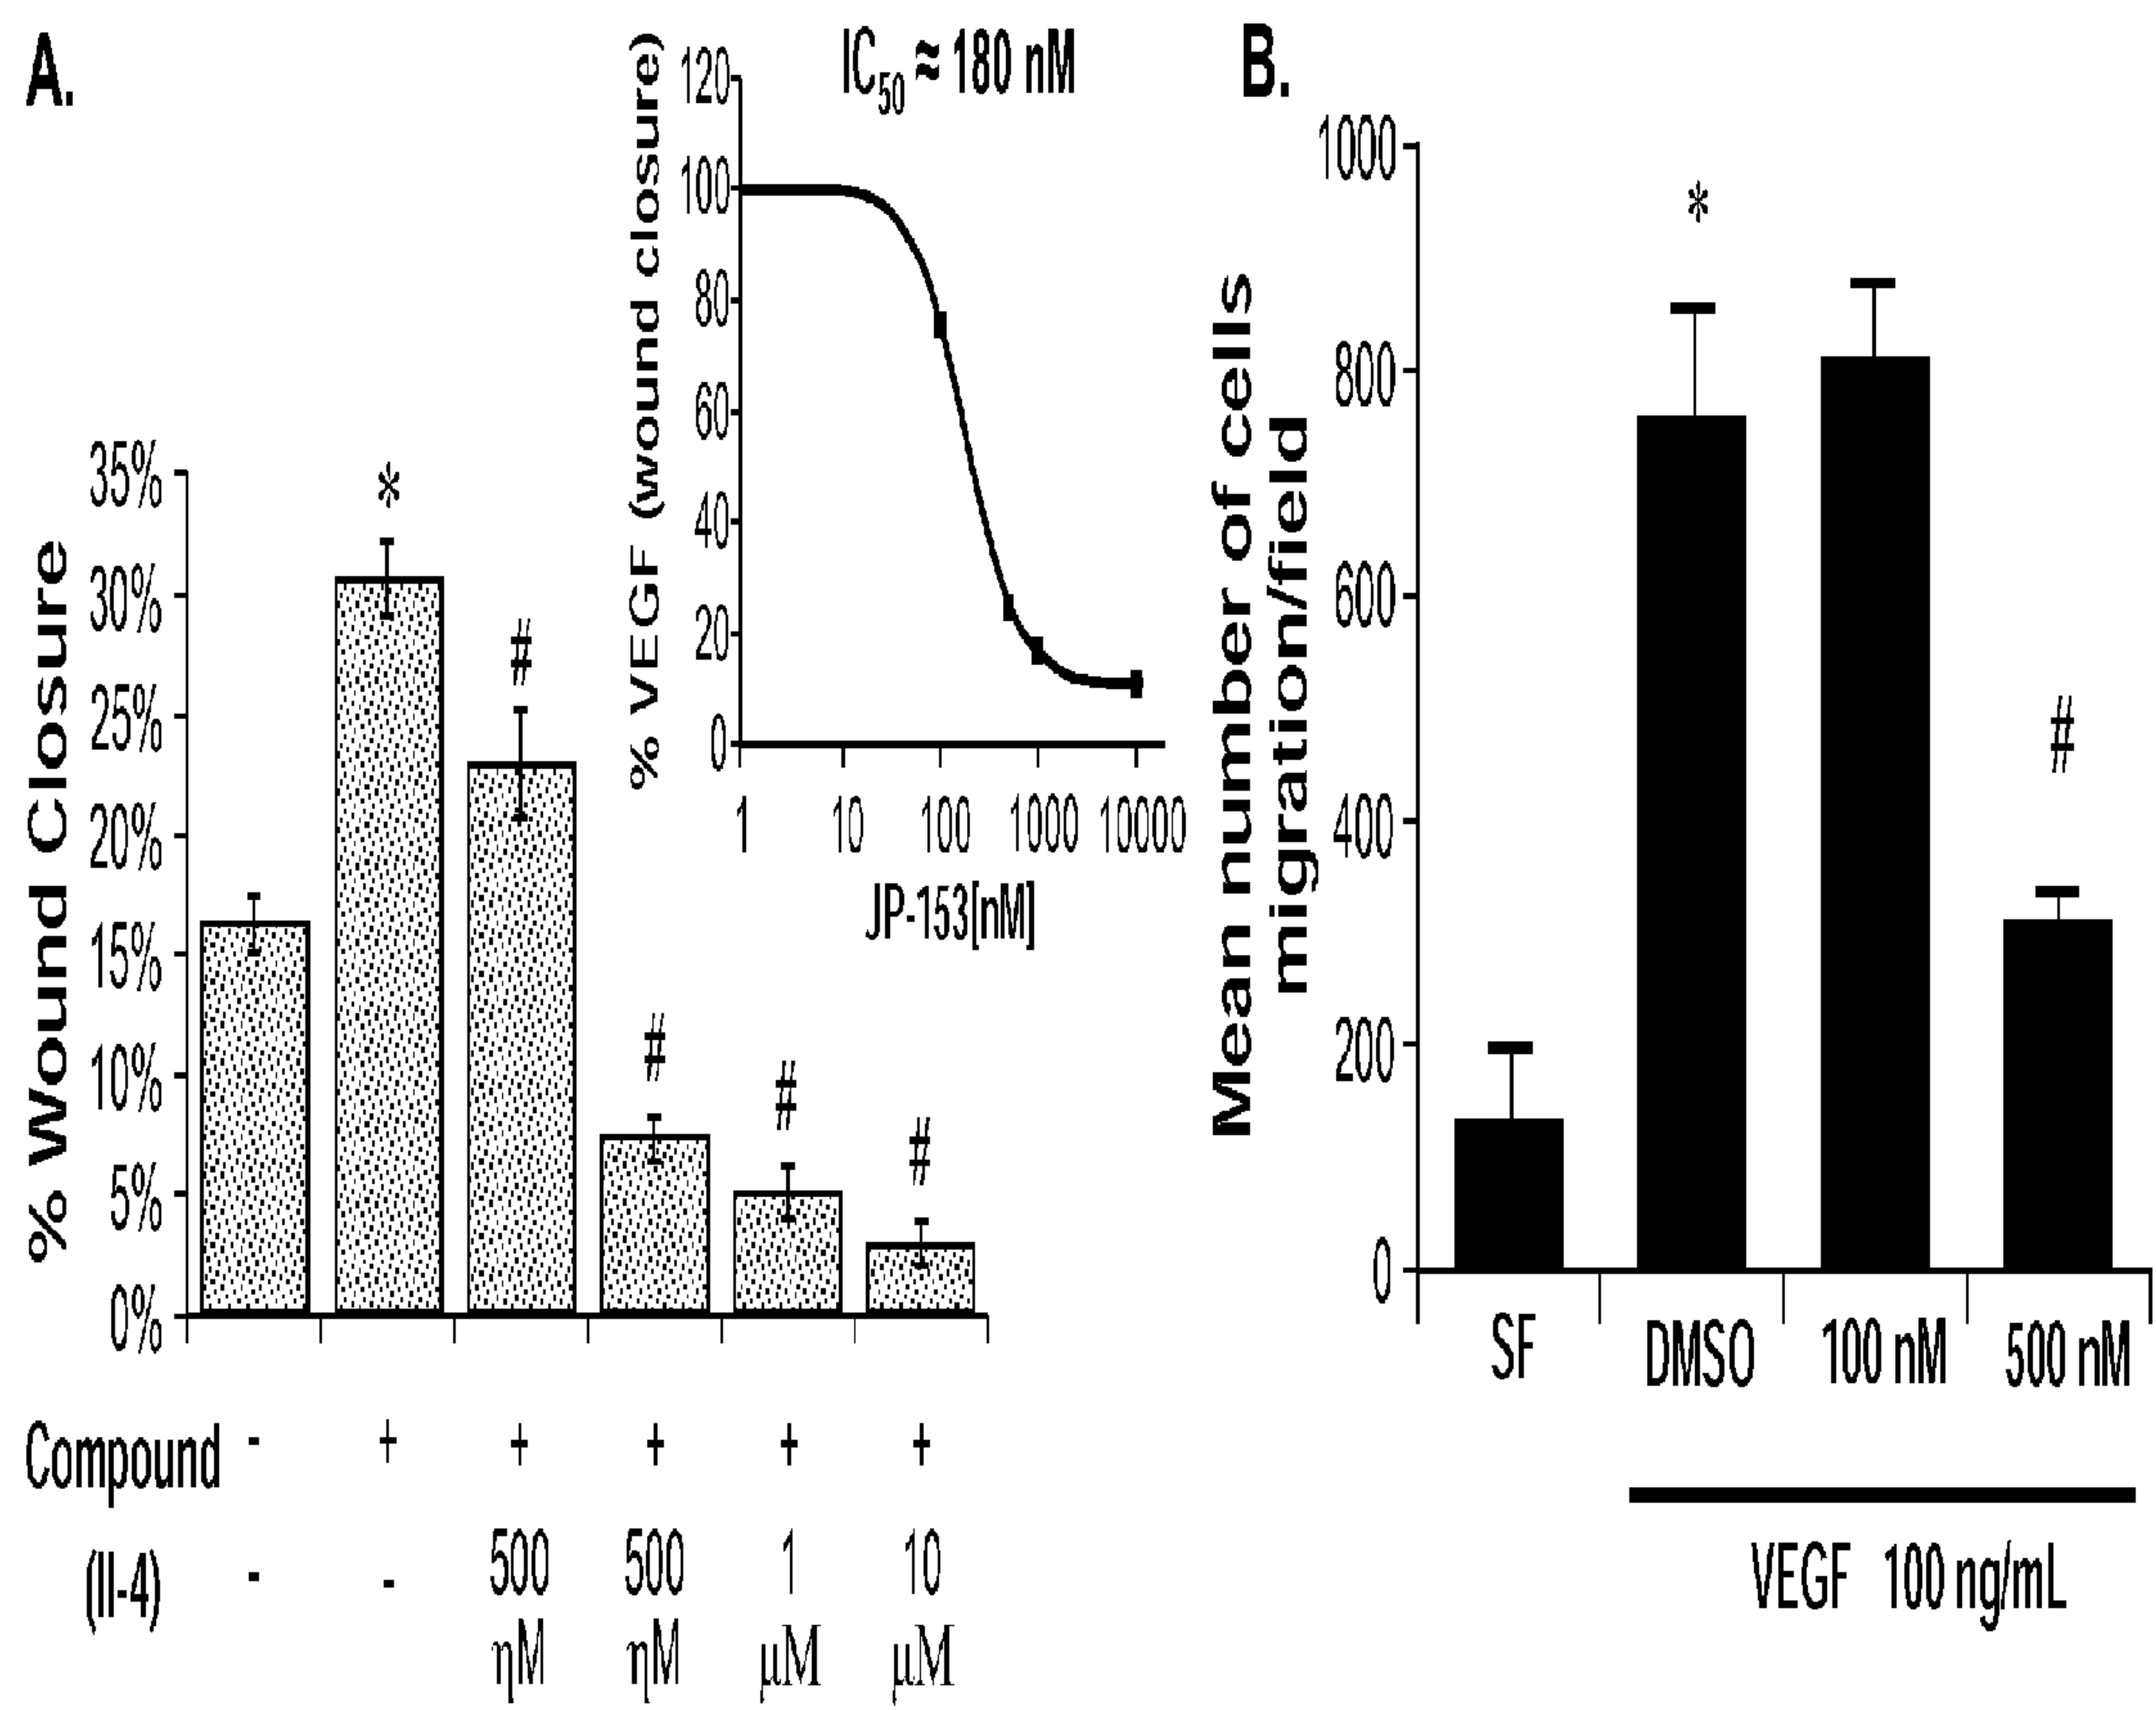 A.
% Wound Closure
35%
30%
25%
20%
15%
10%
5%
0%
*
#
#
#
#
Compound - + + + + +
(II-4) - - 500 ηM 500 ηM 1 μM 10 μM
IC50 ≈ 180 nM
% VEGF (wound closure)
120
100
80
60
40
20
0
1 10 100 1000 10000
JP-153[nM]
B.
Mean number of cells
migration/field
1000
800
600
400
200
0
*
#
SF DMSO 100 nM 500 nM
VEGF 100 ng/mL